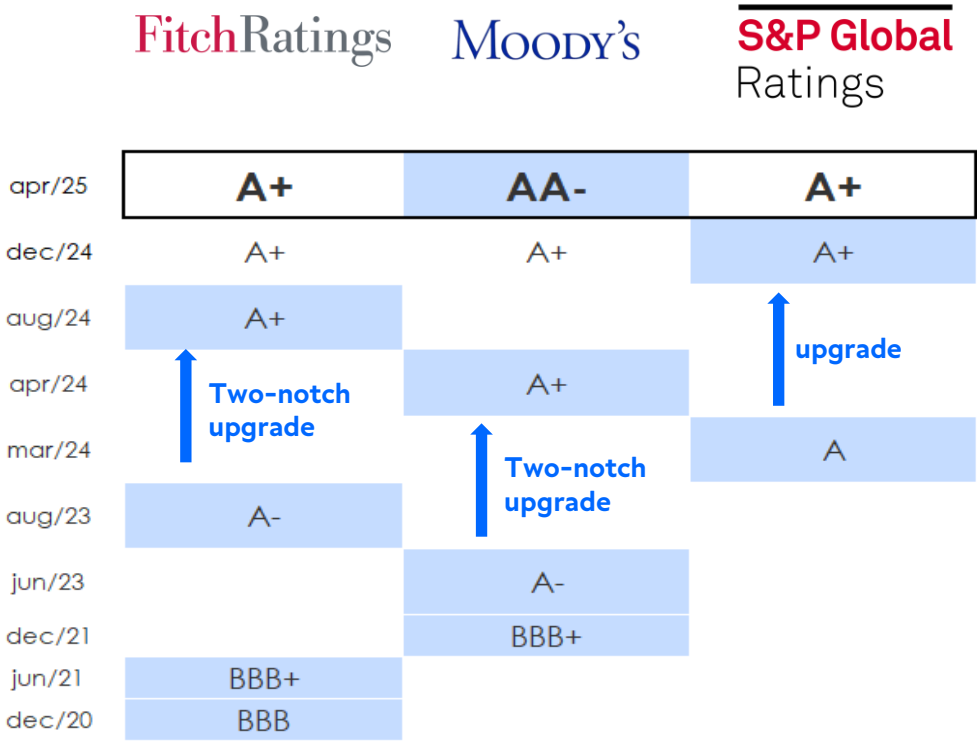 FitchRatings MOODY'S S&P Global
Ratings
apr/25 A+ AA- A+
dec/24 A+ A+ A+
aug/24 A+
upgrade
apr/24 A+
Two-notch
upgrade
mar/24 A
Two-notch
upgrade
aug/23 A-
jun/23 A-
dec/21 BBB+
jun/21 BBB+
dec/20 BBB